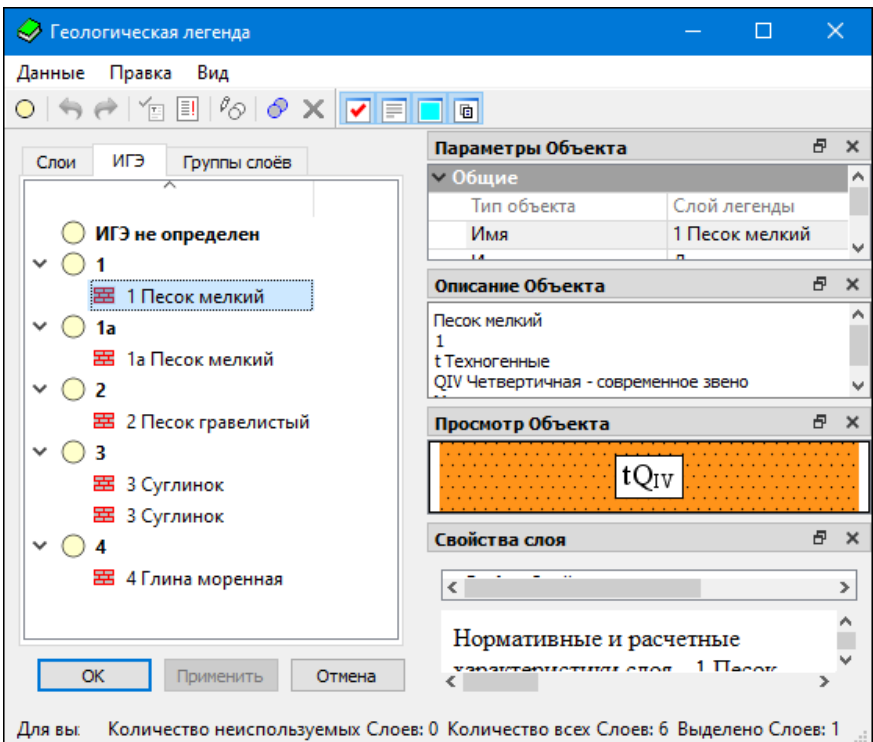 Геологическая легенда
Данные Правка Вид
Слои ИГЭ Группы слоёв
ИГЭ не определен
1
1 Песок мелкий
1а
1а Песок мелкий
2
2 Песок гравелистый
3
3 Суглинок
3 Суглинок
4
4 Глина моренная
OK Применить Отмена
Параметры Объекта
Общие
Тип объекта Слой легенды
Имя 1 Песок мелкий
Описание Объекта
Песок мелкий
1
t Техногенные
QIV Четвертичная - современное звено
Просмотр Объекта
tQIV
Свойства слоя
Нормативные и расчетные
характеристики слоя 1 Песок
Для вы: Количество неиспользуемых Слоев: 0 Количество всех Слоев: 6 Выделено Слоев: 1